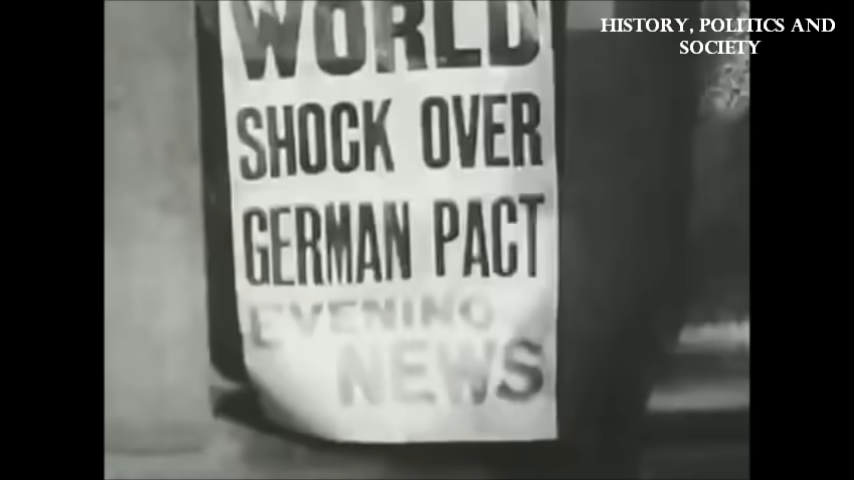 HISTORY, POLITICS AND
SOCIETY
WORLD
SHOCK OVER
GERMAN PACT
EVENING
NEWS